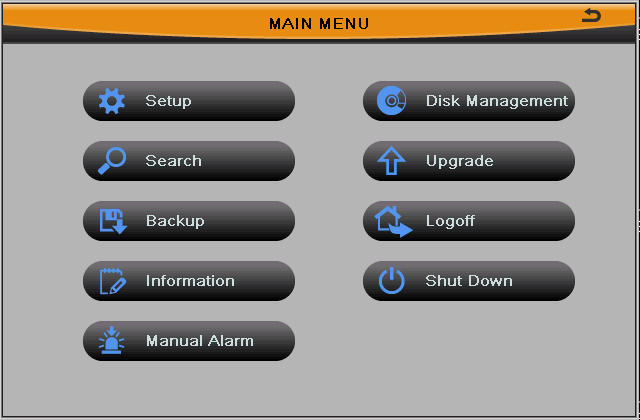 MAIN MENU
Setup
Disk Management
Search
Upgrade
Backup
Logoff
Information
Shut Down
Manual Alarm